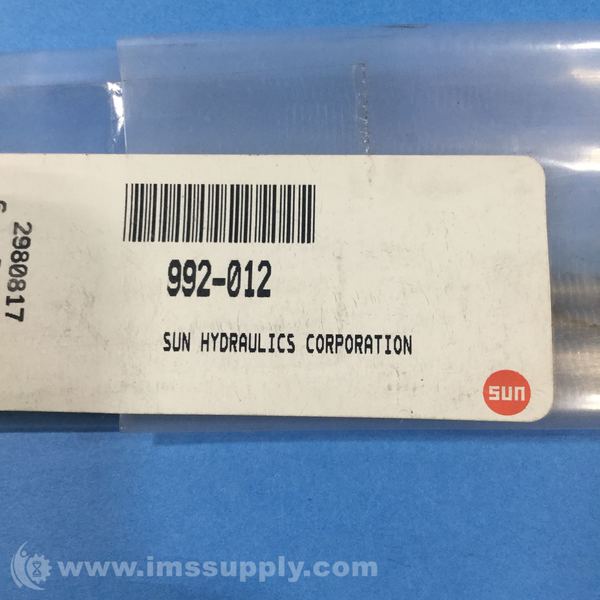 992-012
SUN HYDRAULICS CORPORATION
sun
2980817
www.imssupply.com